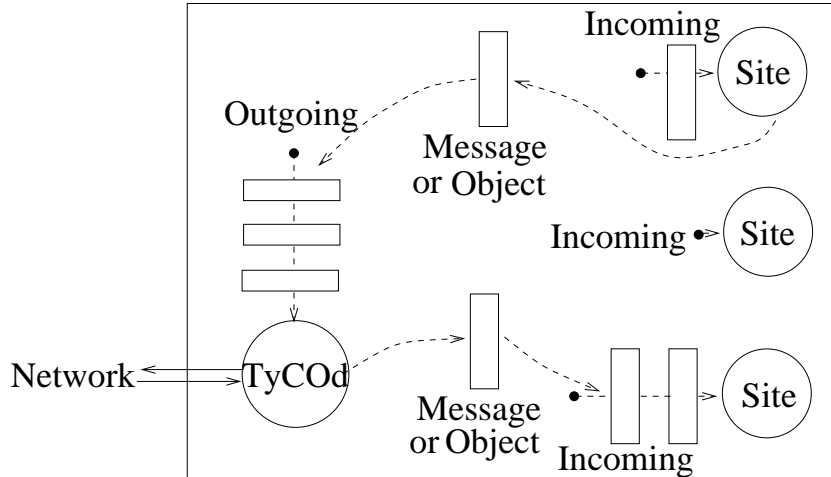 Incoming
Site
Outgoing
Message
or Object
Incoming
Site
Network
TyCOd
Message
or Object
Site
Incoming